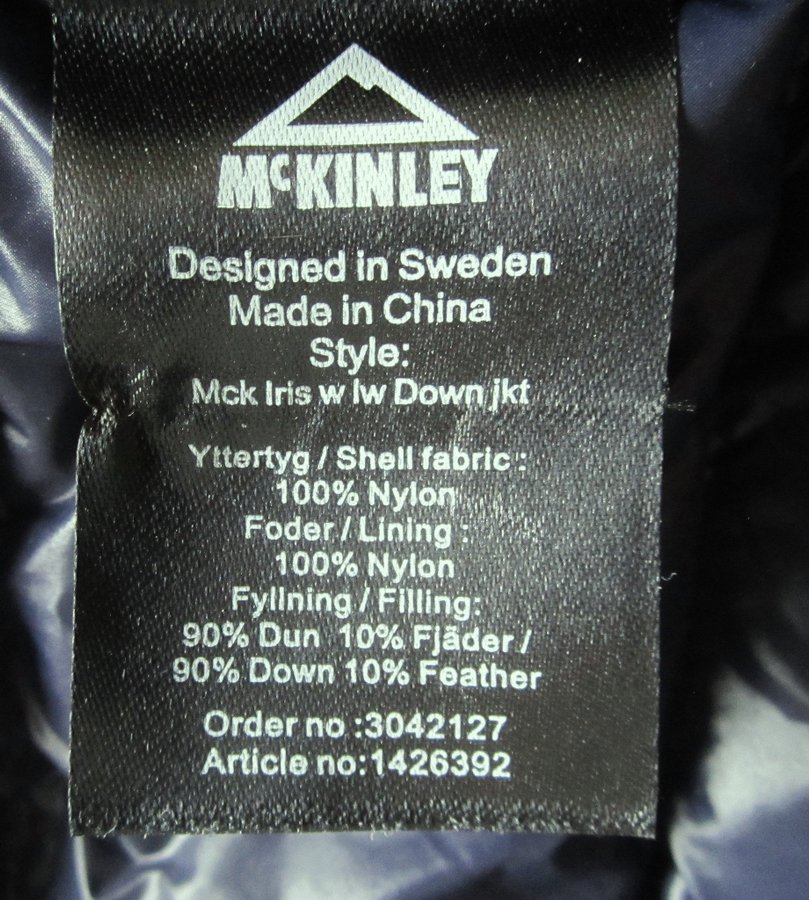 McKINLEY
Designed in Sweden
Made in China
Style:
Mck Iris w lw Down jkt
Yttertyg / Shell fabric :
100% Nylon
Foder / Lining :
100% Nylon
Fyllning / Filling:
90% Dun 10% Fjäder /
90% Down 10% Feather
Order no :3042127
Article no:1426392